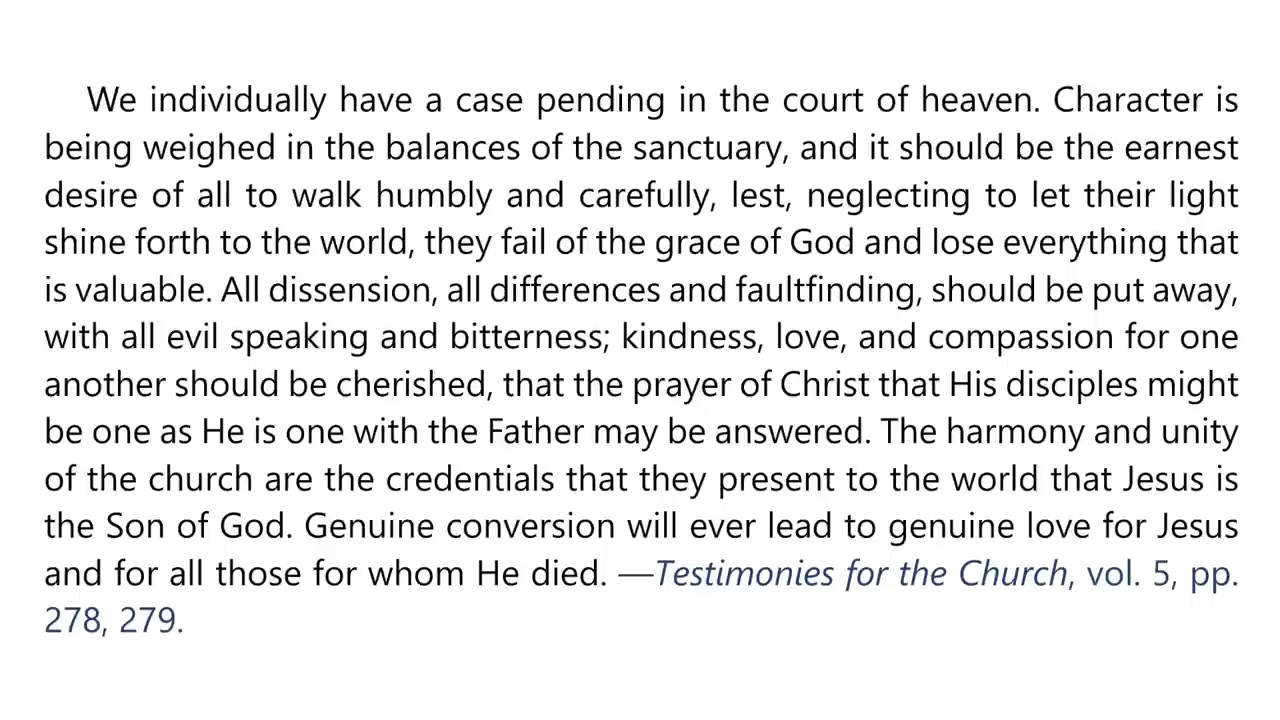 We individually have a case pending in the court of heaven. Character is
being weighed in the balances of the sanctuary, and it should be the earnest
desire of all to walk humbly and carefully, lest, neglecting to let their light
shine forth to the world, they fail of the grace of God and lose everything that
is valuable. All dissension, all differences and faultfinding, should be put away,
with all evil speaking and bitterness; kindness, love, and compassion for one
another should be cherished, that the prayer of Christ that His disciples might
be one as He is one with the Father may be answered. The harmony and unity
of the church are the credentials that they present to the world that Jesus is
the Son of God. Genuine conversion will ever lead to genuine love for Jesus
and for all those for whom He died. —Testimonies for the Church, vol. 5, pp.
278, 279.